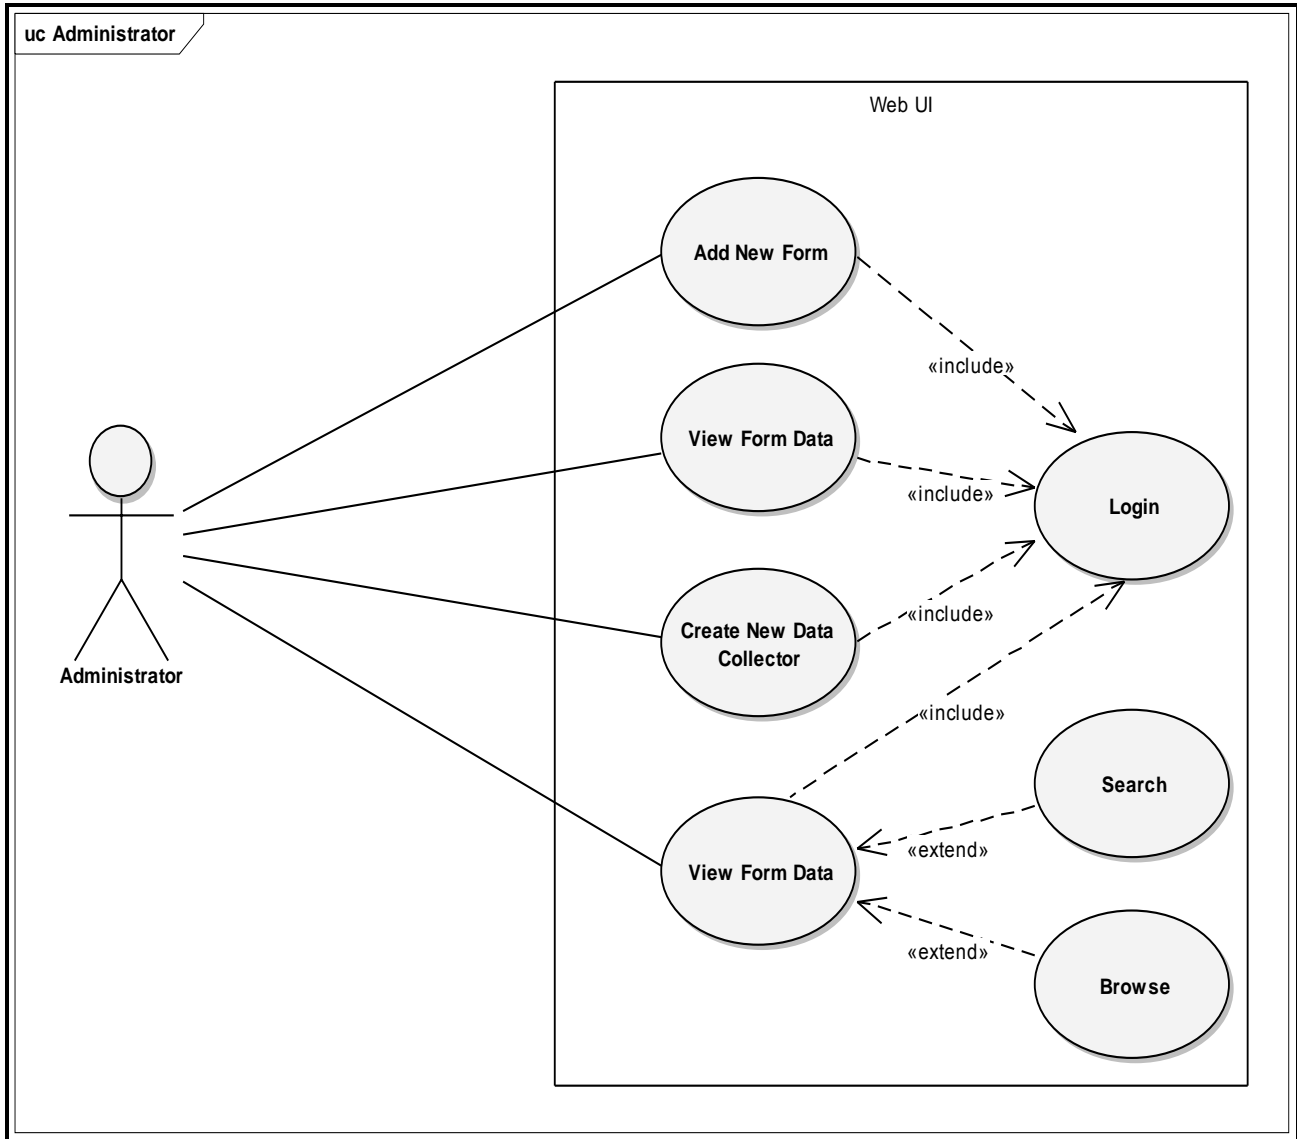 uc Administrator
Web UI
Add New Form
«include»
View Form Data
«include»
Login
Create New Data
Collector
«include»
Administrator
«include»
Search
«extend»
View Form Data
«extend»
Browse